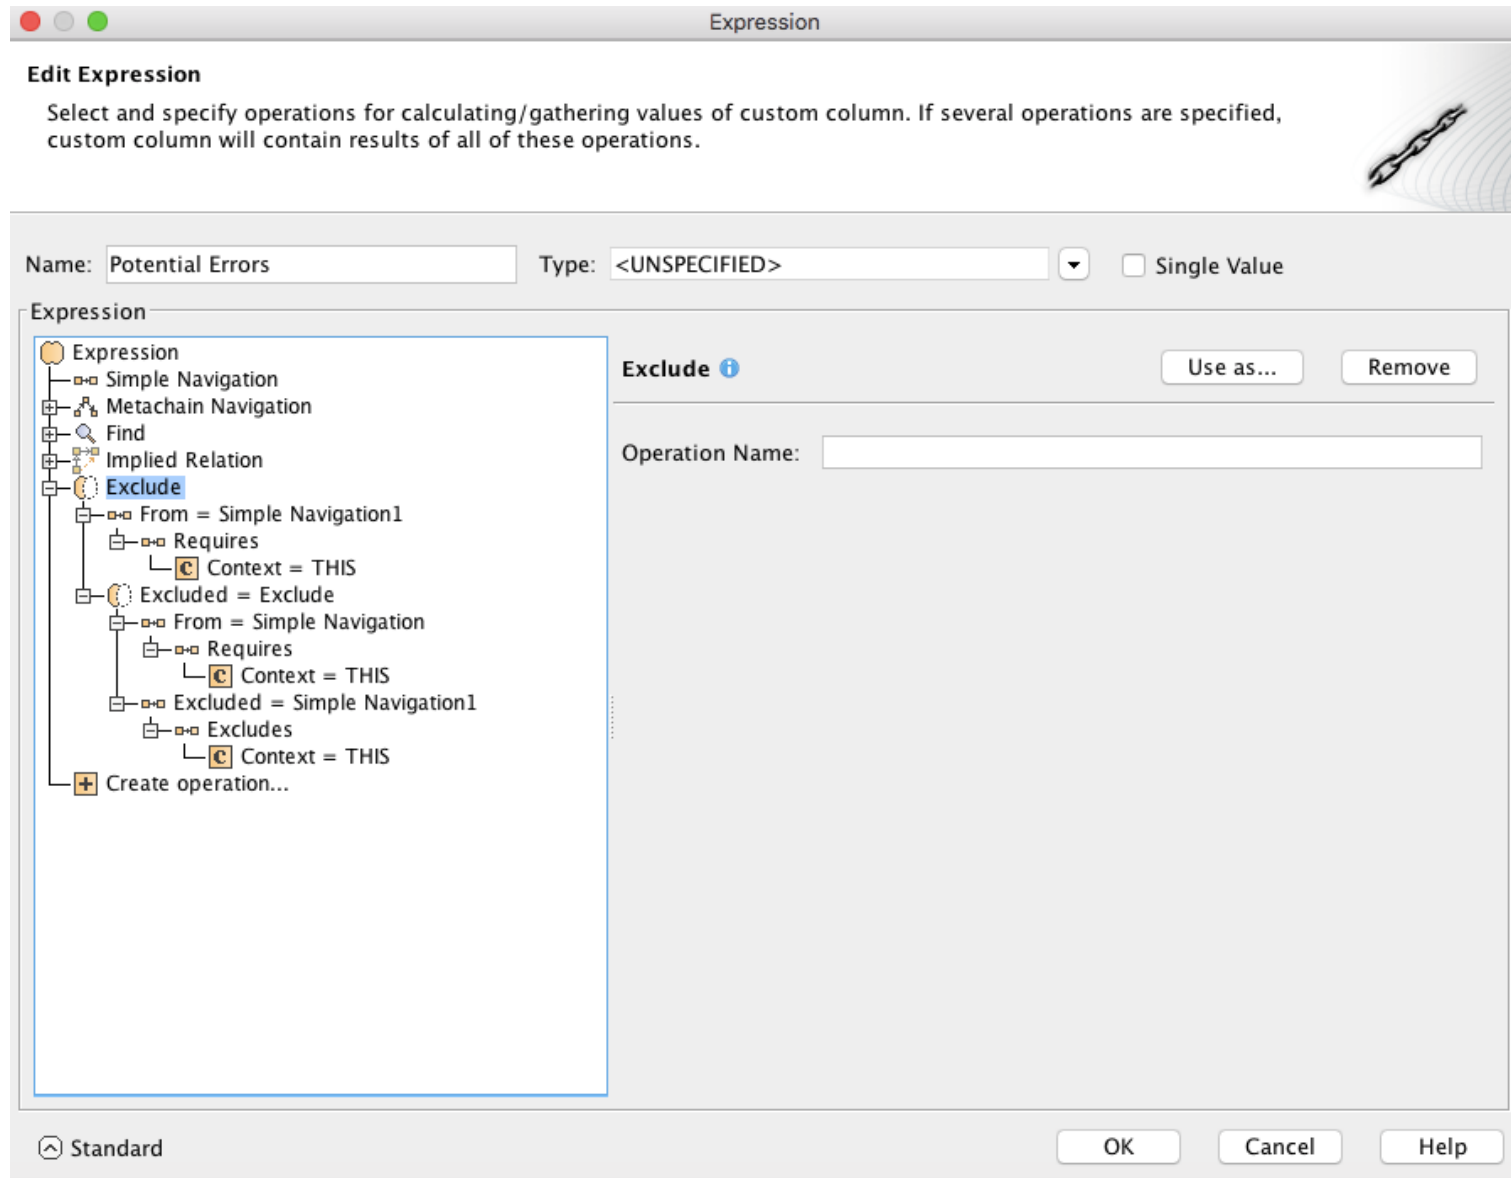 Expression
Edit Expression
Select and specify operations for calculating/gathering values of custom column. If several operations are specified,
custom column will contain results of all of these operations.
Name: Potential Errors Type: <UNSPECIFIED> Single Value
Expression
Expression
Simple Navigation
Metachain Navigation
Find
Implied Relation
Exclude
From = Simple Navigation1
Requires
C Context = THIS
Excluded = Exclude
From = Simple Navigation
Requires
C Context = THIS
Excluded = Simple Navigation1
Excludes
C Context = THIS
Create operation...
Exclude Use as... Remove
Operation Name:
Standard OK Cancel Help